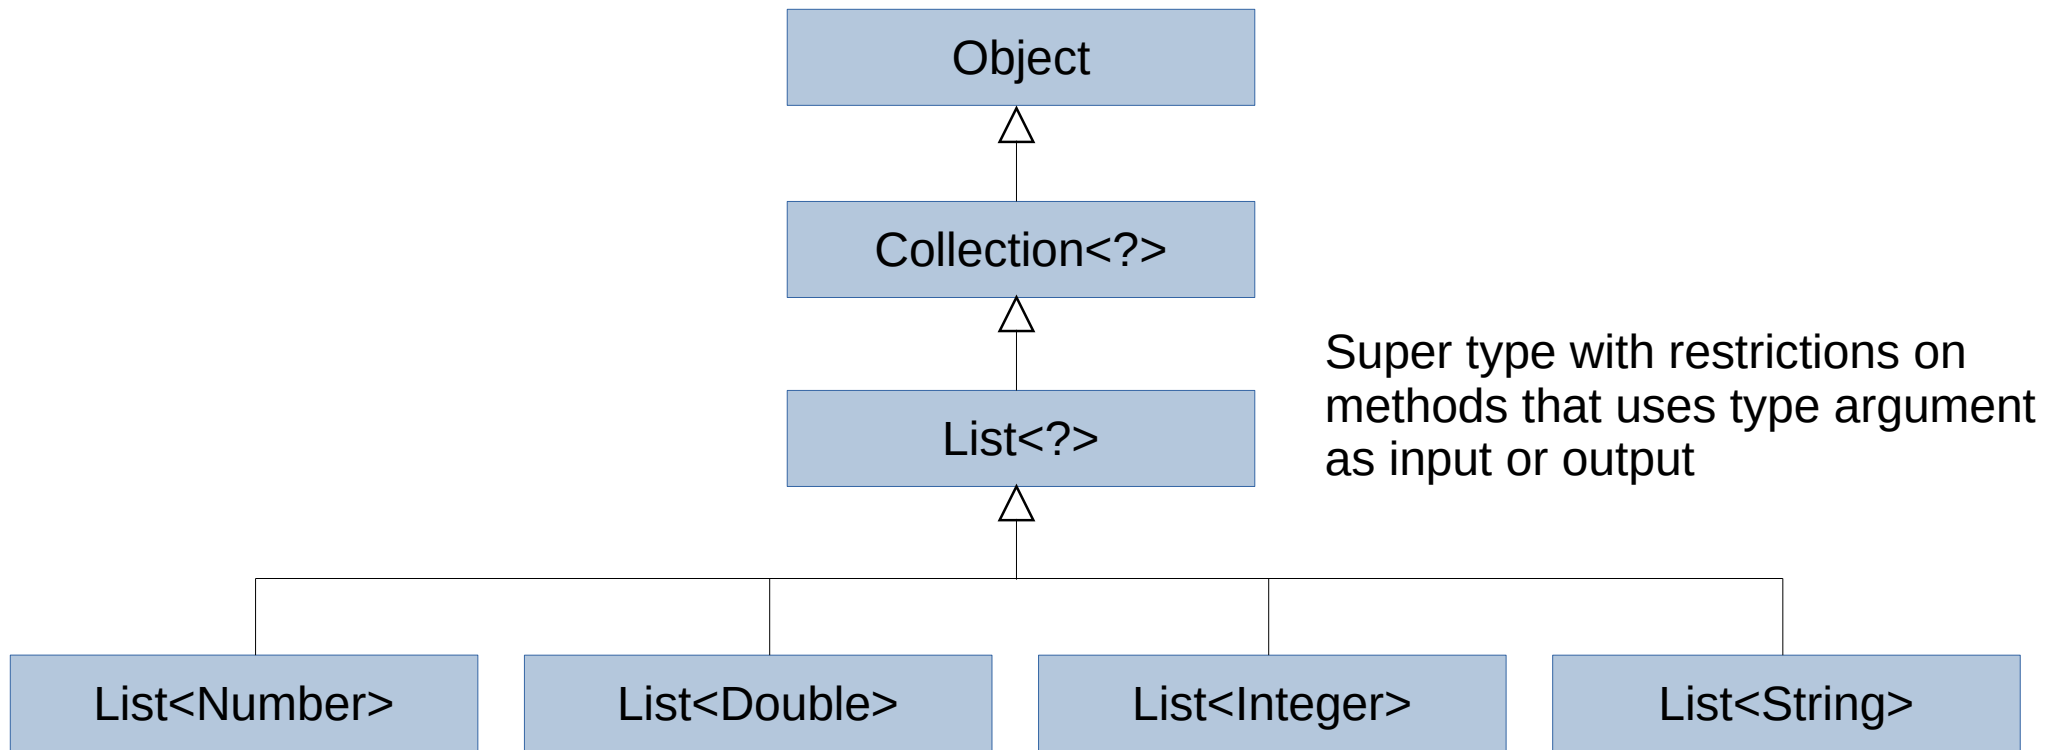 Object
Collection<?>
Super type with restrictions on
methods that uses type argument
as input or output
List<?>
List<Number>
List<Double>
List<Integer>
List<String>